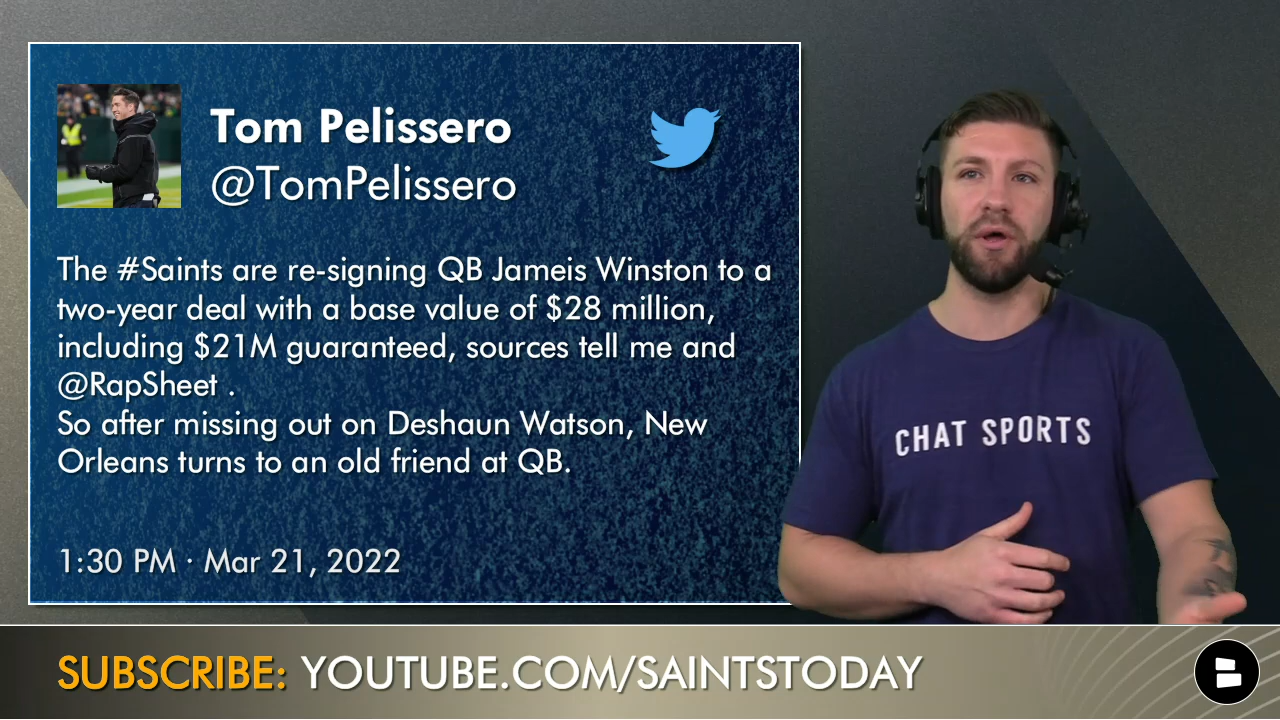 Tom Pelissero
@TomPelissero
The #Saints are re-signing QB Jameis Winston to a
two-year deal with a base value of $28 million,
including $21M guaranteed, sources tell me and
@RapSheet .
So after missing out on Deshaun Watson, New
Orleans turns to an old friend at QB.
1:30 PM · Mar 21, 2022
CHAT SPORTS
SUBSCRIBE: YOUTUBE.COM/SAINTSTODAY